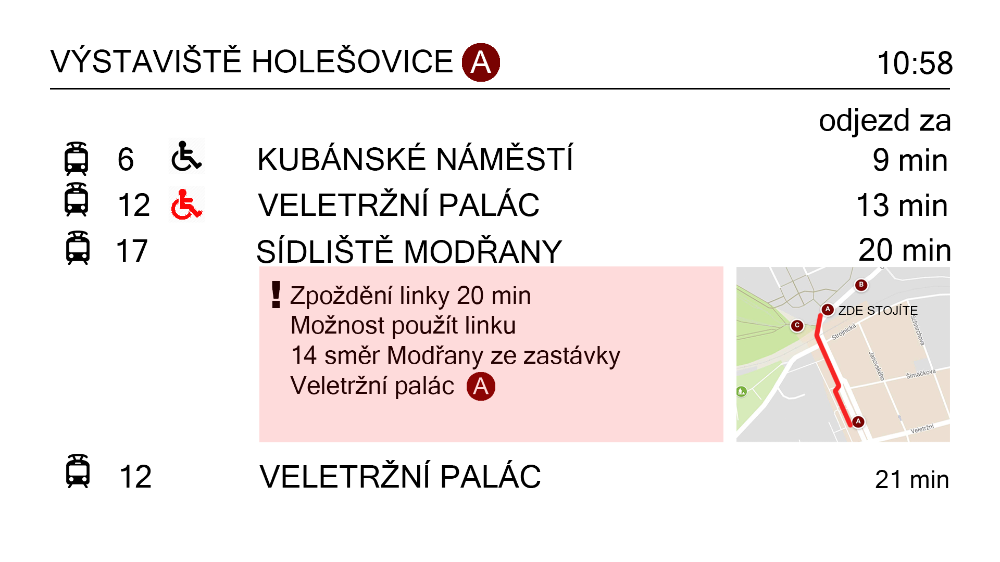 VÝSTAVIŠTĚ HOLEŠOVICE A 10:58
odjezd za
6 KUBÁNSKÉ NÁMĚSTÍ 9 min
12 VELETRŽNÍ PALÁC 13 min
17 SÍDLIŠTĚ MODŘANY 20 min
! Zpoždění linky 20 min
Možnost použít linku
14 směr Modřany ze zastávky
Veletržní palác A
B
A ZDE STOJÍTE
C
Strojnická
Schnirchova
Janovského
Šimáčkova
A
Veletržní
12 VELETRŽNÍ PALÁC 21 min